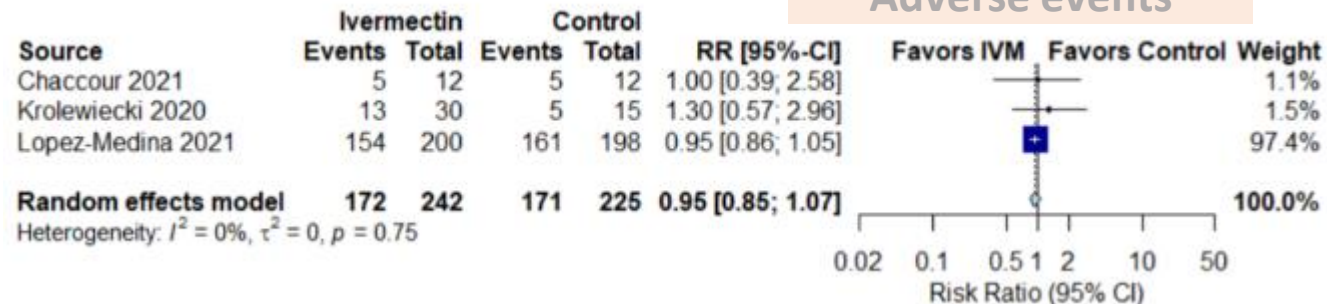 Adverse events
Ivermectin Control
Source Events Total Events Total RR [95%-CI] Favors IVM Favors Control Weight
Chaccour 2021 5 12 5 12 1.00 [0.39; 2.58] 1.1%
Krolewiecki 2020 13 30 5 15 1.30 [0.57; 2.96] 1.5%
Lopez-Medina 2021 154 200 161 198 0.95 [0.86; 1.05] 97.4%
Random effects model 172 242 171 225 0.95 [0.85; 1.07] 100.0%
Heterogeneity: I² = 0%, τ² = 0, p = 0.75
0.02 0.1 0.5 1 2 10 50
Risk Ratio (95% CI)